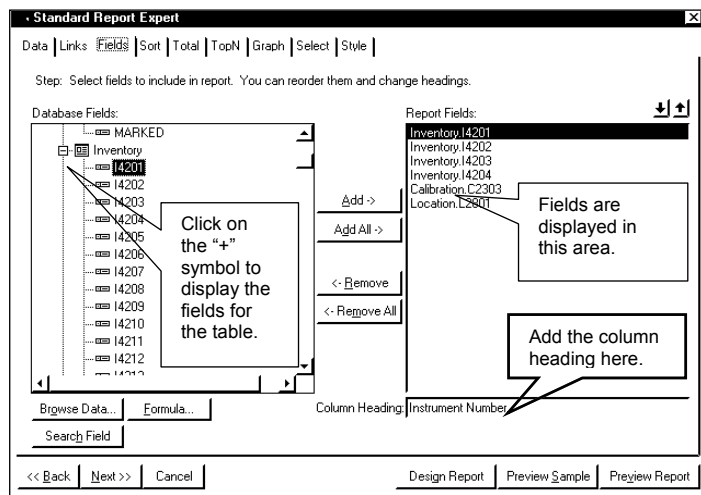 Standard Report Expert
Data Links Fields Sort Total TopN Graph Select Style
Step: Select fields to include in report. You can reorder them and change headings.
Database Fields:
MARKED
Inventory
I4201
I4202
I4203
I4204
I4205
I4206
I4207
I4208
I4209
I4210
I4211
I4212
Click on
the “+”
symbol to
display the
fields for
the table.
Add ->
Add All ->
<- Remove
<- Remove All
Report Fields:
Inventory.I4201
Inventory.I4202
Inventory.I4203
Inventory.I4204
Calibration.C2303
Fields are
displayed in
this area.
Add the column
heading here.
Browse Data... Formula...
Column Heading: Instrument Number
Search Field
<< Back Next >> Cancel Design Report Preview Sample Preview Report